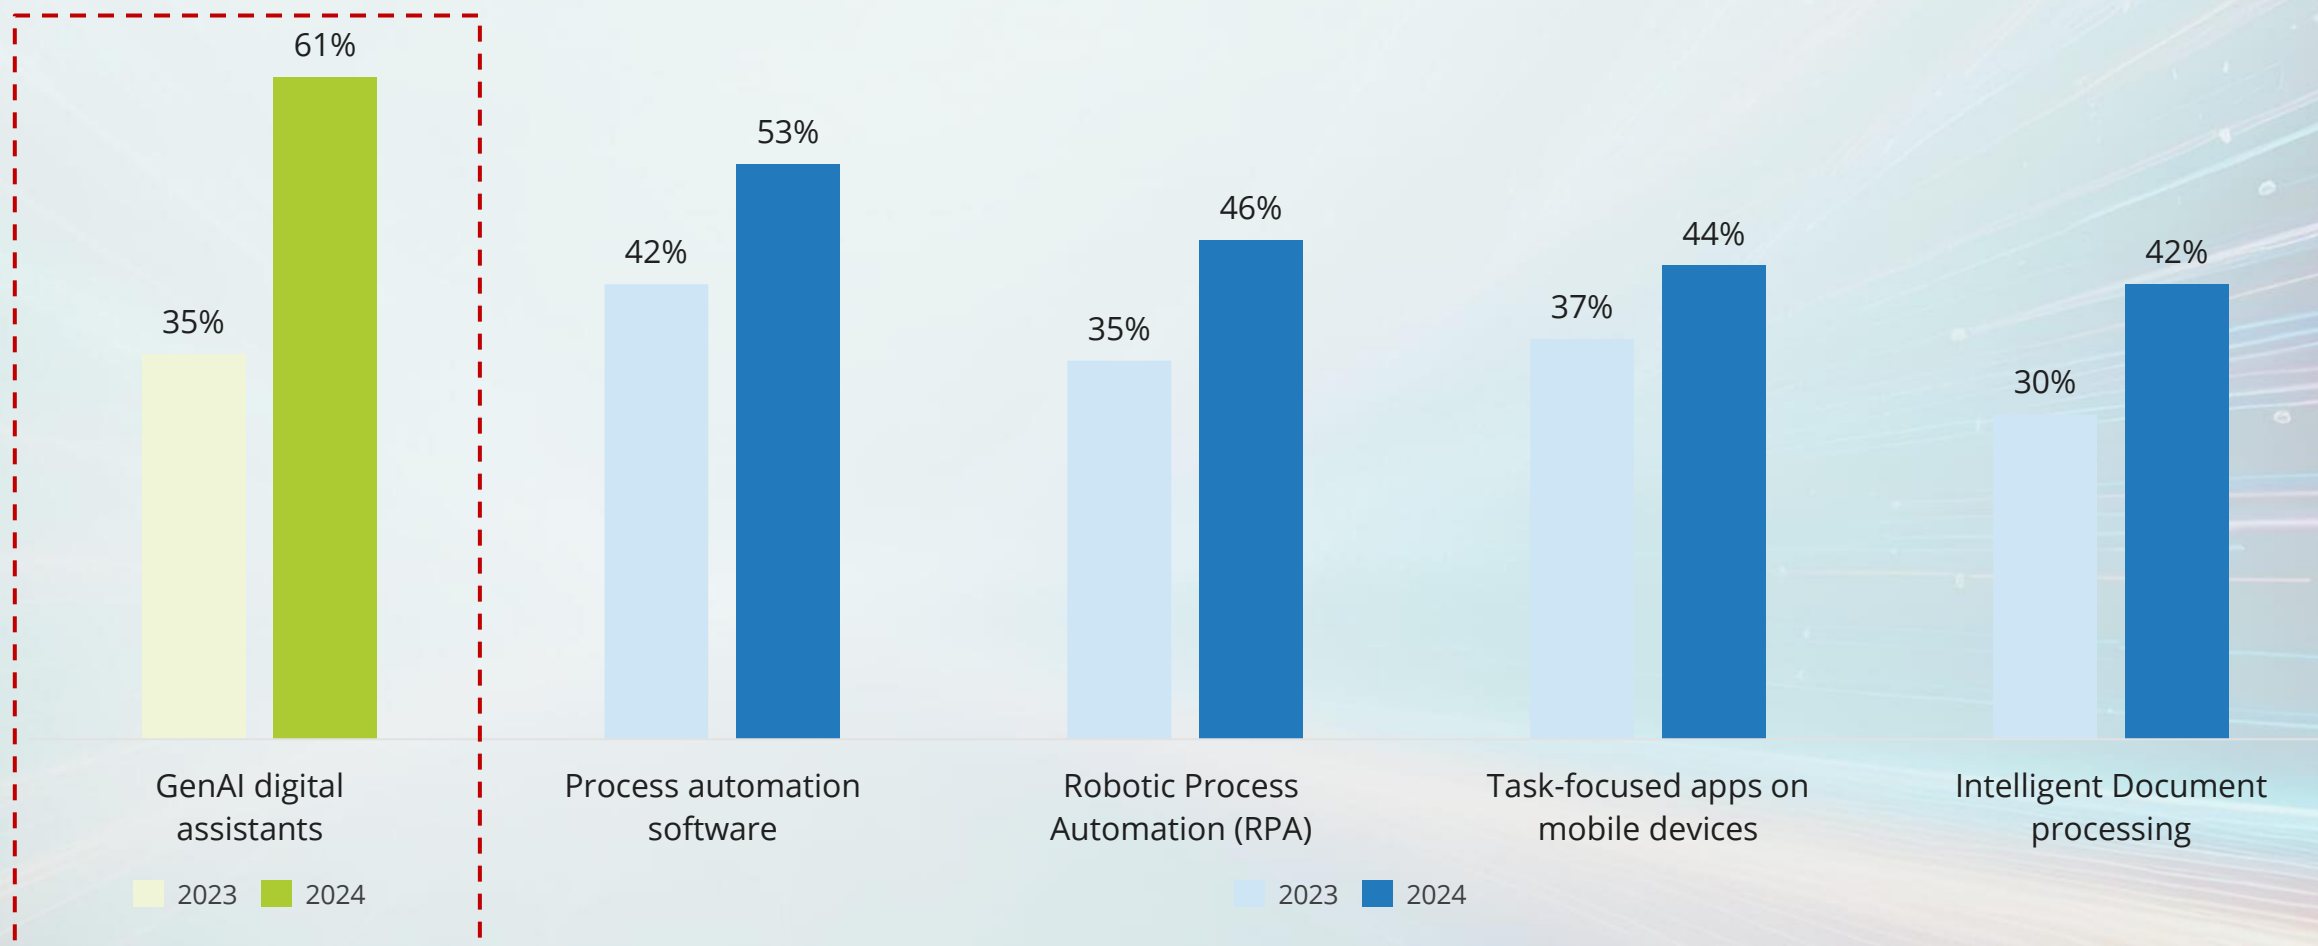 61%
53%
46%
44%
42%
42%
35%
35%
37%
30%
GenAI digital
assistants
Process automation
software
Robotic Process
Automation (RPA)
Task-focused apps on
mobile devices
Intelligent Document
processing
2023 2024
2023 2024